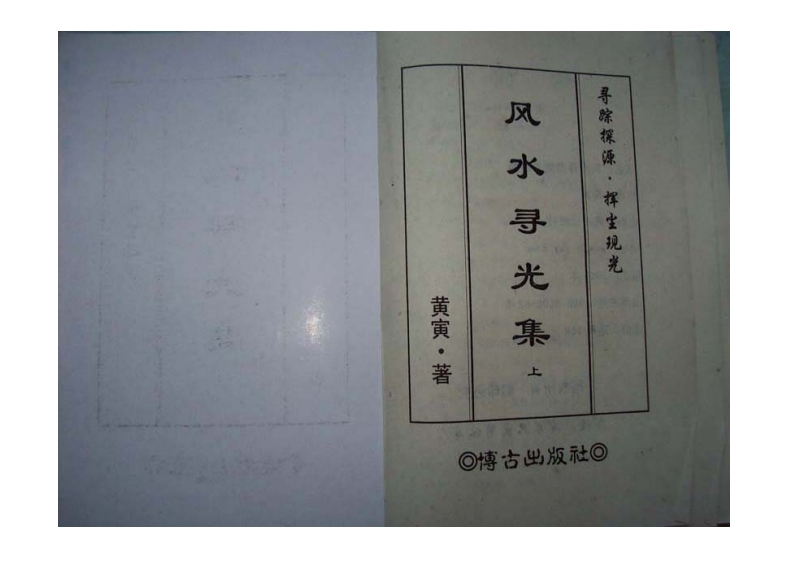 寻踪探源·挥尘现光
风水寻光集 上
黄寅·著
◎博古出版社◎